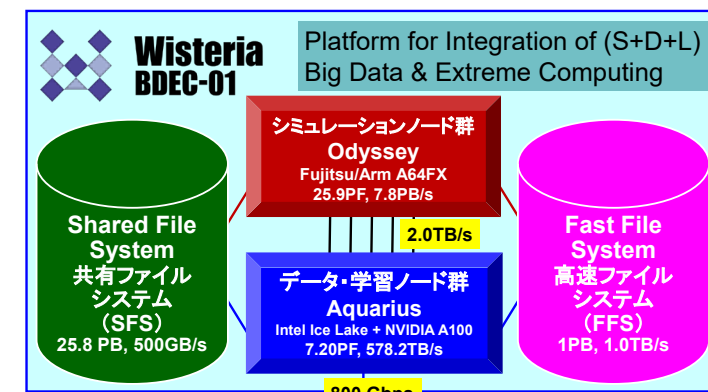 Wisteria
BDEC-01
Platform for Integration of (S+D+L)
Big Data & Extreme Computing
シミュレーションノード群
Odyssey
Fujitsu/Arm A64FX
25.9PF, 7.8PB/s
2.0TB/s
Shared File
System
共有ファイル
システム
（SFS）
25.8 PB, 500GB/s
データ・学習ノード群
Aquarius
Intel Ice Lake + NVIDIA A100
7.20PF, 578.2TB/s
Fast File
System
高速ファイル
システム
（FFS）
1PB, 1.0TB/s
800 Gbps